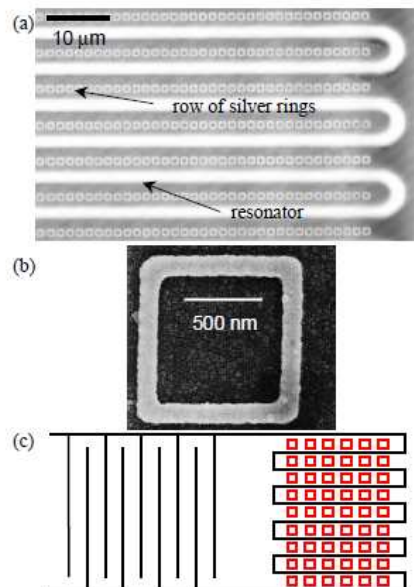 (a)
10 µm
row of silver rings
resonator
(b)
500 nm
(c)